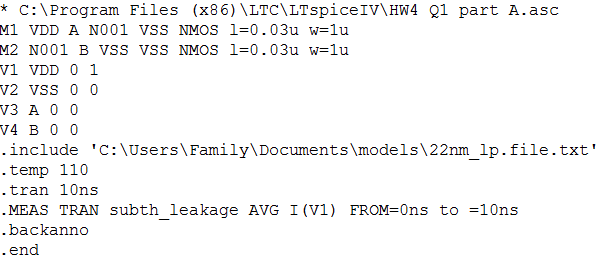 * C:\Program Files (x86)\LTC\LTspiceIV\HW4 Q1 part A.asc
M1 VDD A N001 VSS NMOS l=0.03u w=1u
M2 N001 B VSS VSS NMOS l=0.03u w=1u
V1 VDD 0 1
V2 VSS 0 0
V3 A 0 0
V4 B 0 0
.include 'C:\Users\Family\Documents\models\22nm_lp.file.txt'
.temp 110
.tran 10ns
.MEAS TRAN subth_leakage AVG I(V1) FROM=0ns to =10ns
.backanno
.end